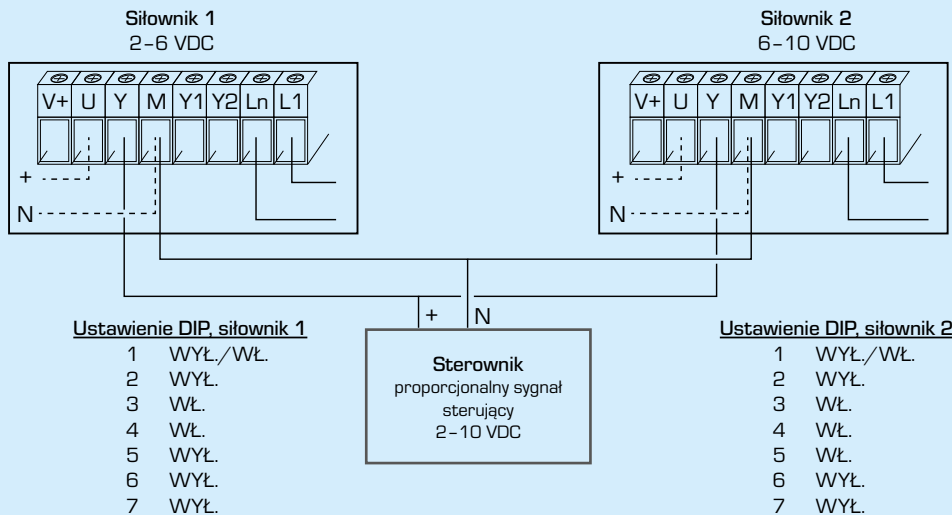 Siłownik 1
2–6 VDC
V+ U Y M Y1 Y2 Ln L1
+
N
Siłownik 2
6–10 VDC
V+ U Y M Y1 Y2 Ln L1
+
N
+ N
Sterownik
proporcjonalny sygnał
sterujący
2–10 VDC
Ustawienie DIP, siłownik 1
1 WYŁ./WŁ.
2 WYŁ.
3 WŁ.
4 WŁ.
5 WYŁ.
6 WYŁ.
7 WYŁ.
Ustawienie DIP, siłownik 2
1 WYŁ./WŁ.
2 WYŁ.
3 WŁ.
4 WŁ.
5 WŁ.
6 WYŁ.
7 WYŁ.